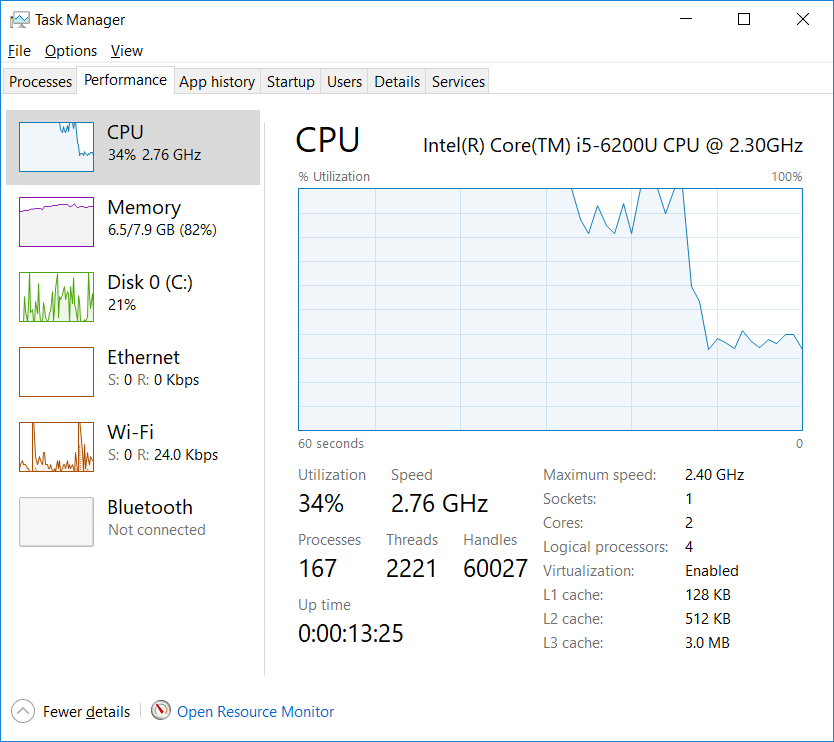 Task Manager
File Options View
Processes Performance App history Startup Users Details Services
CPU
34% 2.76 GHz
Memory
6.5/7.9 GB (82%)
Disk 0 (C:)
21%
Ethernet
S: 0 R: 0 Kbps
Wi-Fi
S: 0 R: 24.0 Kbps
Bluetooth
Not connected
CPU Intel(R) Core(TM) i5-6200U CPU @ 2.30GHz
% Utilization 100%
60 seconds 0
Utilization Speed
34% 2.76 GHz
Processes Threads Handles
167 2221 60027
Up time
0:00:13:25
Maximum speed: 2.40 GHz
Sockets: 1
Cores: 2
Logical processors: 4
Virtualization: Enabled
L1 cache: 128 KB
L2 cache: 512 KB
L3 cache: 3.0 MB
Fewer details Open Resource Monitor